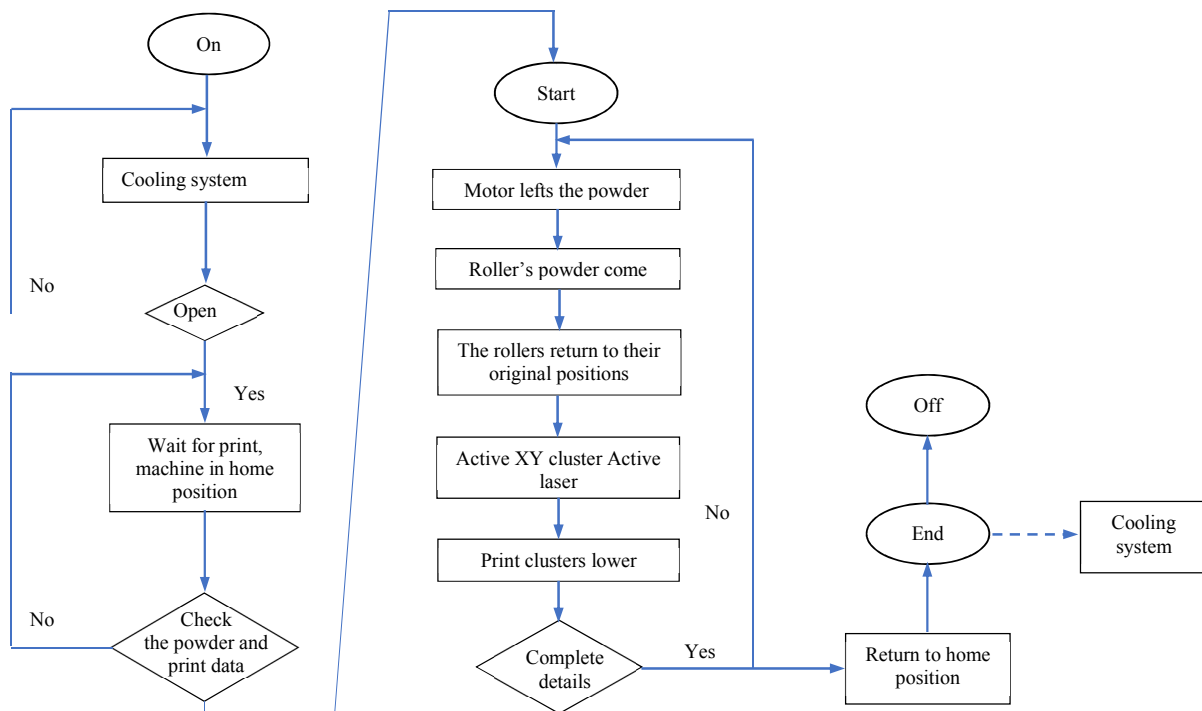 On
Cooling system
No
Open
Yes
Wait for print,
machine in home
position
No
Check
the powder and
print data
Start
Motor lefts the powder
Roller’s powder come
The rollers return to their
original positions
Active XY cluster Active
laser
No
Print clusters lower
Complete
details
Yes
Return to home
position
End
Off
Cooling
system